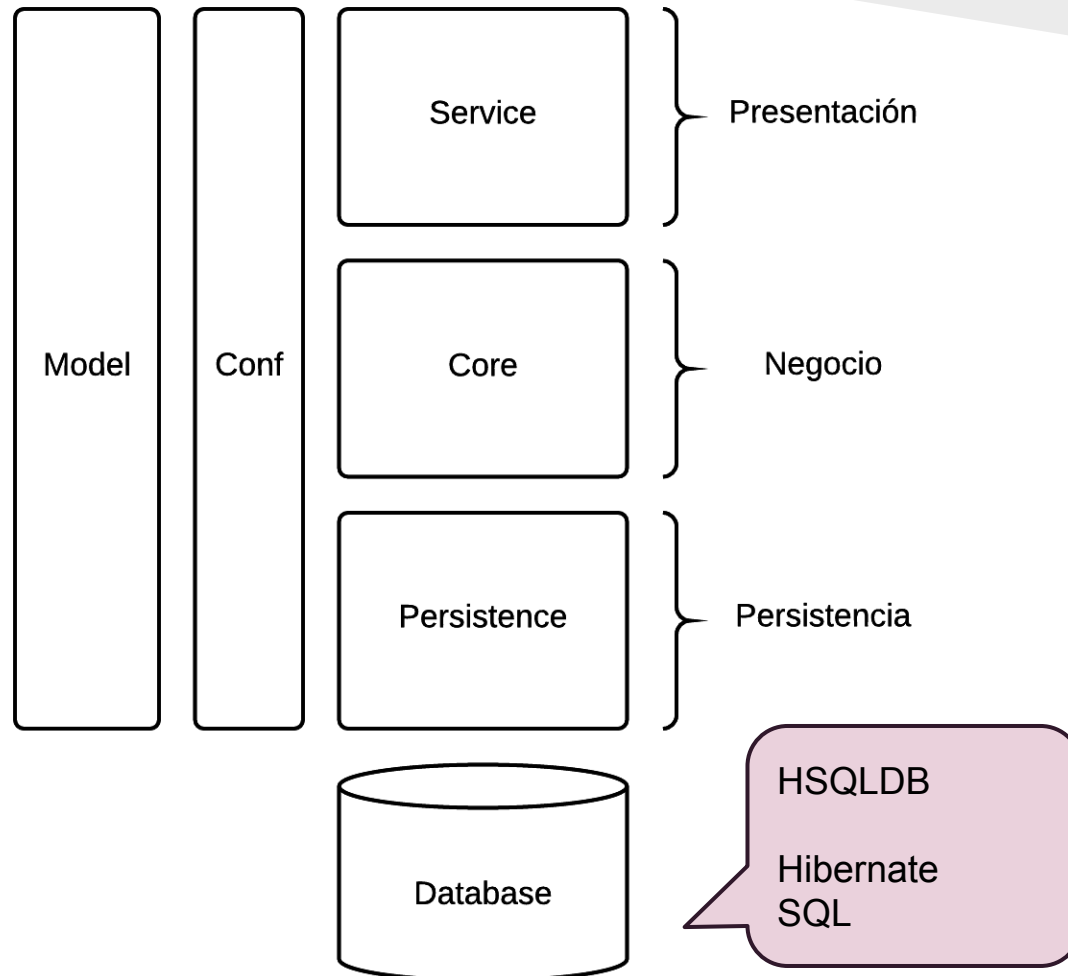 Service
Presentación
Model
Conf
Core
Negocio
Persistence
Persistencia
HSQLDB
Hibernate
SQL
Database